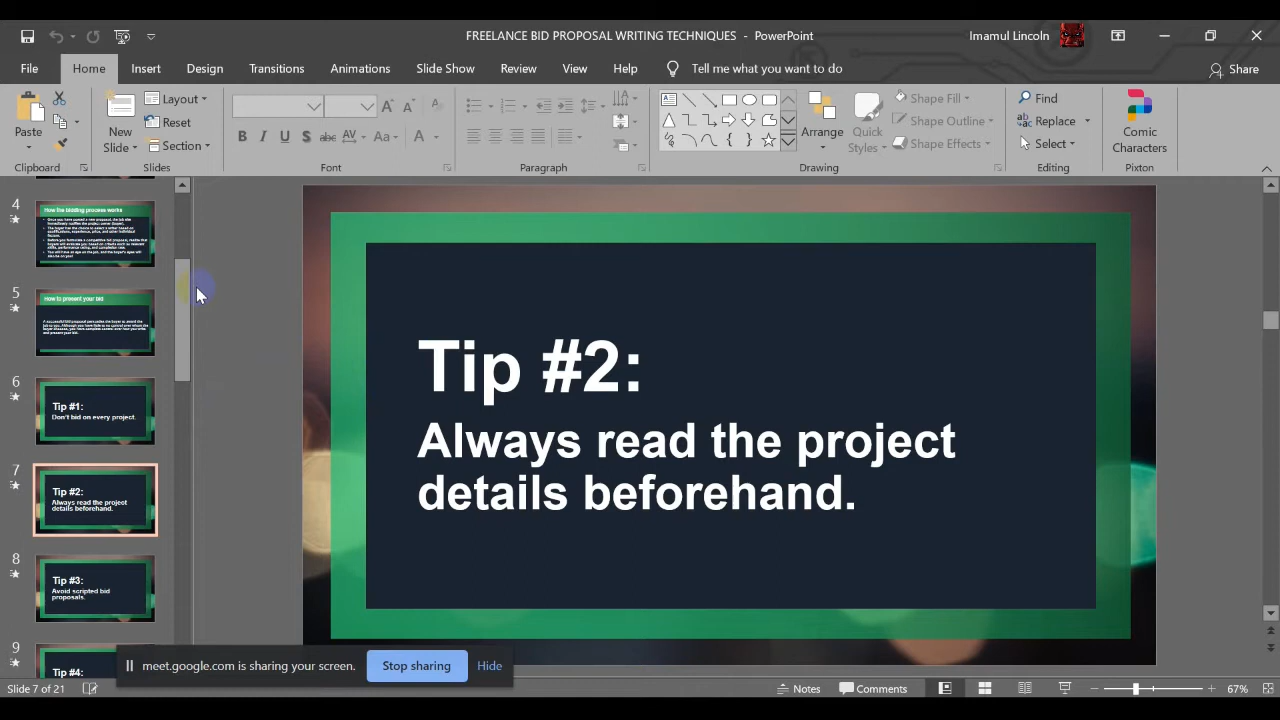 FREELANCE BID PROPOSAL WRITING TECHNIQUES - PowerPoint
Imamul Lincoln
File Home Insert Design Transitions Animations Slide Show Review View Help Tell me what you want to do Share
Paste
New Slide
Layout
Reset
Section
Arrange
Quick Styles
Shape Fill
Shape Outline
Shape Effects
Find
Replace
Select
Comic Characters
Clipboard Slides Font Paragraph Drawing Editing Pixton
4
How the bidding process works
5
How to present your bid
6
Tip #1:
Don't bid on every project.
7
Tip #2:
Always read the project
details beforehand.
8
Tip #3:
Avoid scripted bid
proposals.
9
Tip #4:
Tip #2:
Always read the project
details beforehand.
meet.google.com is sharing your screen. Stop sharing Hide
Slide 7 of 21 Notes Comments 67%